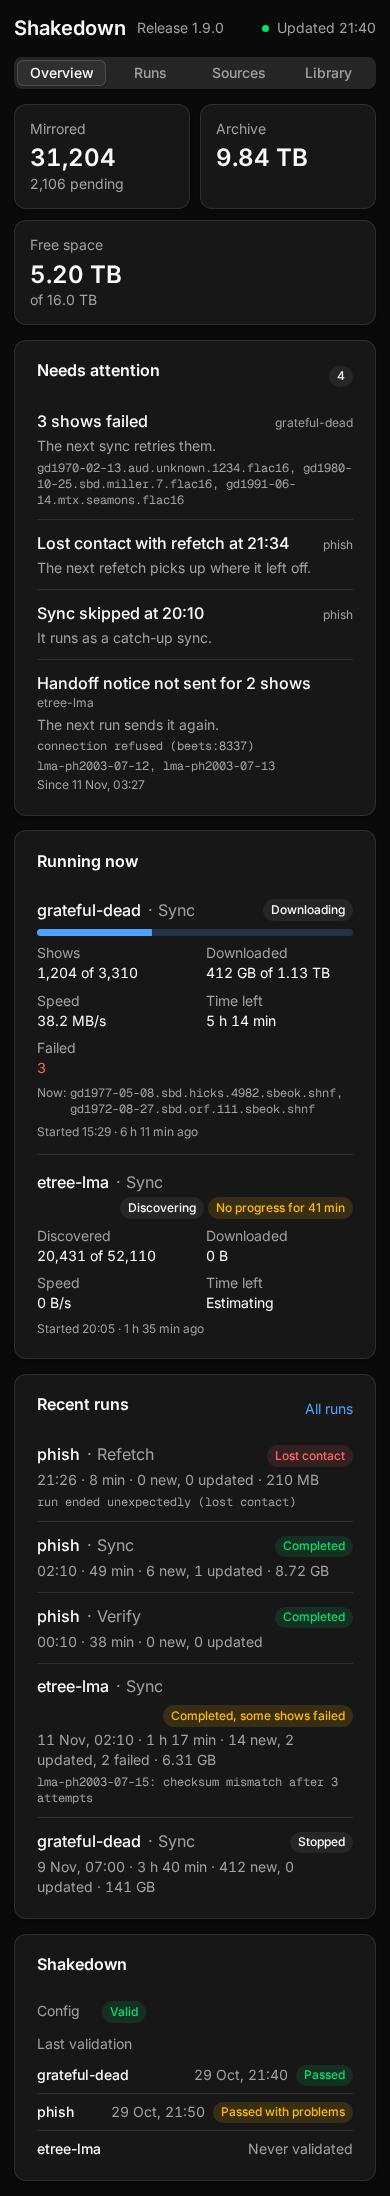 Shakedown Release 1.9.0 Updated 21:40
Overview Runs Sources Library
Mirrored
31,204
2,106 pending
Archive
9.84 TB
Free space
5.20 TB
of 16.0 TB
Needs attention 4
3 shows failed grateful-dead
The next sync retries them.
gd1970-02-13.aud.unknown.1234.flac16, gd1980-
10-25.sbd.miller.7.flac16, gd1991-06-
14.mtx.seamons.flac16
Lost contact with refetch at 21:34 phish
The next refetch picks up where it left off.
Sync skipped at 20:10 phish
It runs as a catch-up sync.
Handoff notice not sent for 2 shows
etree-lma
The next run sends it again.
connection refused (beets:8337)
lma-ph2003-07-12, lma-ph2003-07-13
Since 11 Nov, 03:27
Running now
grateful-dead · Sync Downloading
Shows Downloaded
1,204 of 3,310 412 GB of 1.13 TB
Speed Time left
38.2 MB/s 5 h 14 min
Failed
3
Now: gd1977-05-08.sbd.hicks.4982.sbeok.shnf,
gd1972-08-27.sbd.orf.111.sbeok.shnf
Started 15:29 · 6 h 11 min ago
etree-lma · Sync
Discovering No progress for 41 min
Discovered Downloaded
20,431 of 52,110 0 B
Speed Time left
0 B/s Estimating
Started 20:05 · 1 h 35 min ago
Recent runs All runs
phish · Refetch Lost contact
21:26 · 8 min · 0 new, 0 updated · 210 MB
run ended unexpectedly (lost contact)
phish · Sync Completed
02:10 · 49 min · 6 new, 1 updated · 8.72 GB
phish · Verify Completed
00:10 · 38 min · 0 new, 0 updated
etree-lma · Sync
Completed, some shows failed
11 Nov, 02:10 · 1 h 17 min · 14 new, 2
updated, 2 failed · 6.31 GB
lma-ph2003-07-15: checksum mismatch after 3
attempts
grateful-dead · Sync Stopped
9 Nov, 07:00 · 3 h 40 min · 412 new, 0
updated · 141 GB
Shakedown
Config Valid
Last validation
grateful-dead 29 Oct, 21:40 Passed
phish 29 Oct, 21:50 Passed with problems
etree-lma Never validated